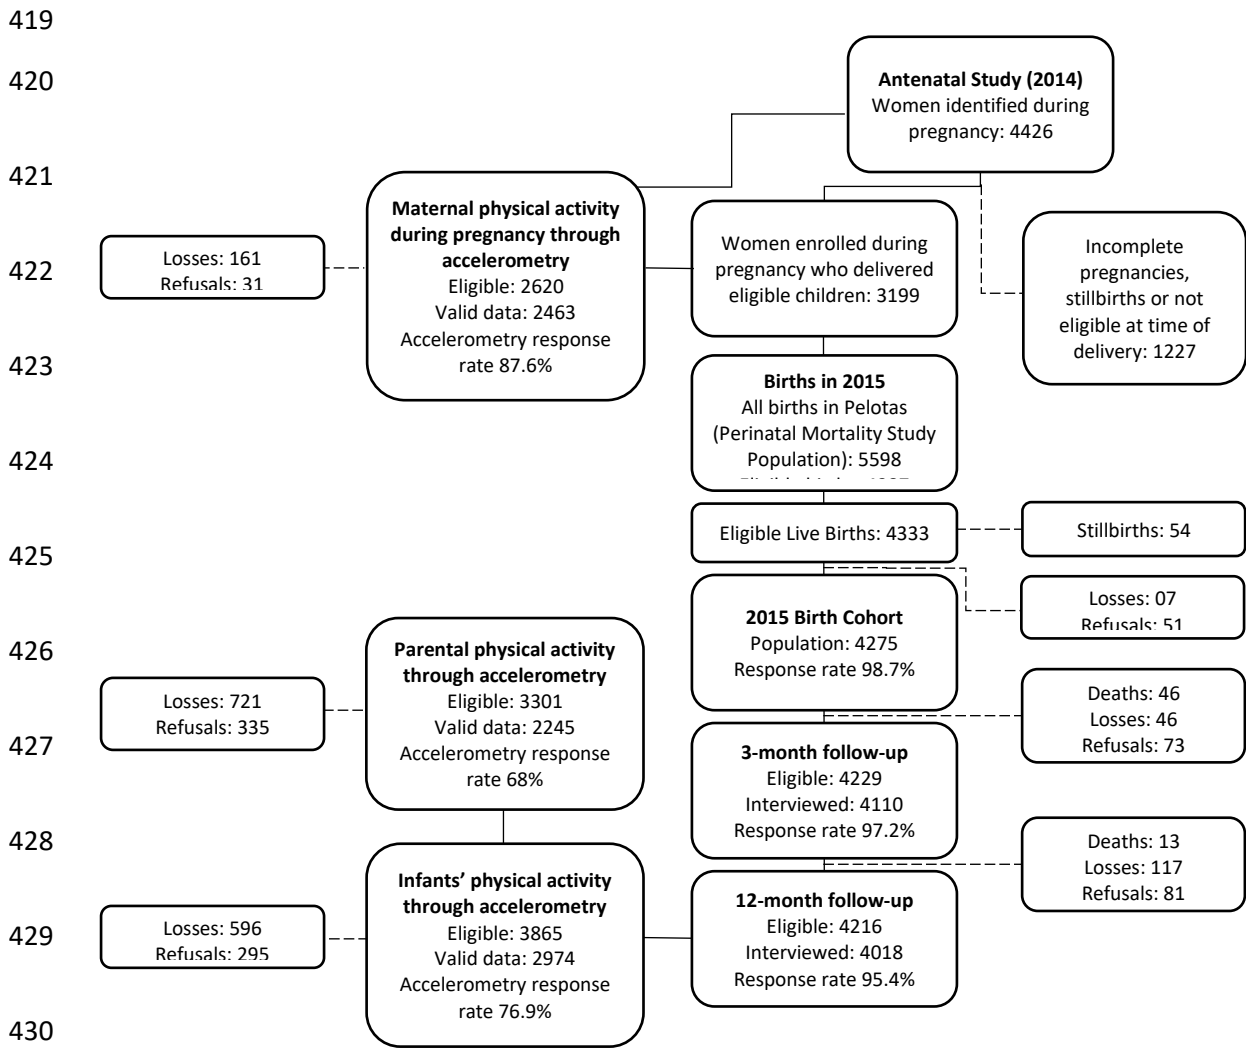 419
420
Antenatal Study (2014)
Women identified during
pregnancy: 4426
421
Maternal physical activity
during pregnancy through
accelerometry
Eligible: 2620
Valid data: 2463
Accelerometry response
rate 87.6%
Losses: 161
Refusals: 31
Women enrolled during
pregnancy who delivered
eligible children: 3199
Incomplete
pregnancies,
stillbirths or not
eligible at time of
delivery: 1227
422
423
Births in 2015
All births in Pelotas
(Perinatal Mortality Study
Population): 5598
424
Eligible Live Births: 4333
Stillbirths: 54
425
Losses: 07
Refusals: 51
2015 Birth Cohort
Population: 4275
Response rate 98.7%
426
Parental physical activity
through accelerometry
Eligible: 3301
Valid data: 2245
Accelerometry response
rate 68%
Losses: 721
Refusals: 335
Deaths: 46
Losses: 46
Refusals: 73
427
3-month follow-up
Eligible: 4229
Interviewed: 4110
Response rate 97.2%
428
Deaths: 13
Losses: 117
Refusals: 81
Infants’ physical activity
through accelerometry
Eligible: 3865
Valid data: 2974
Accelerometry response
rate 76.9%
Losses: 596
Refusals: 295
12-month follow-up
Eligible: 4216
Interviewed: 4018
Response rate 95.4%
429
430